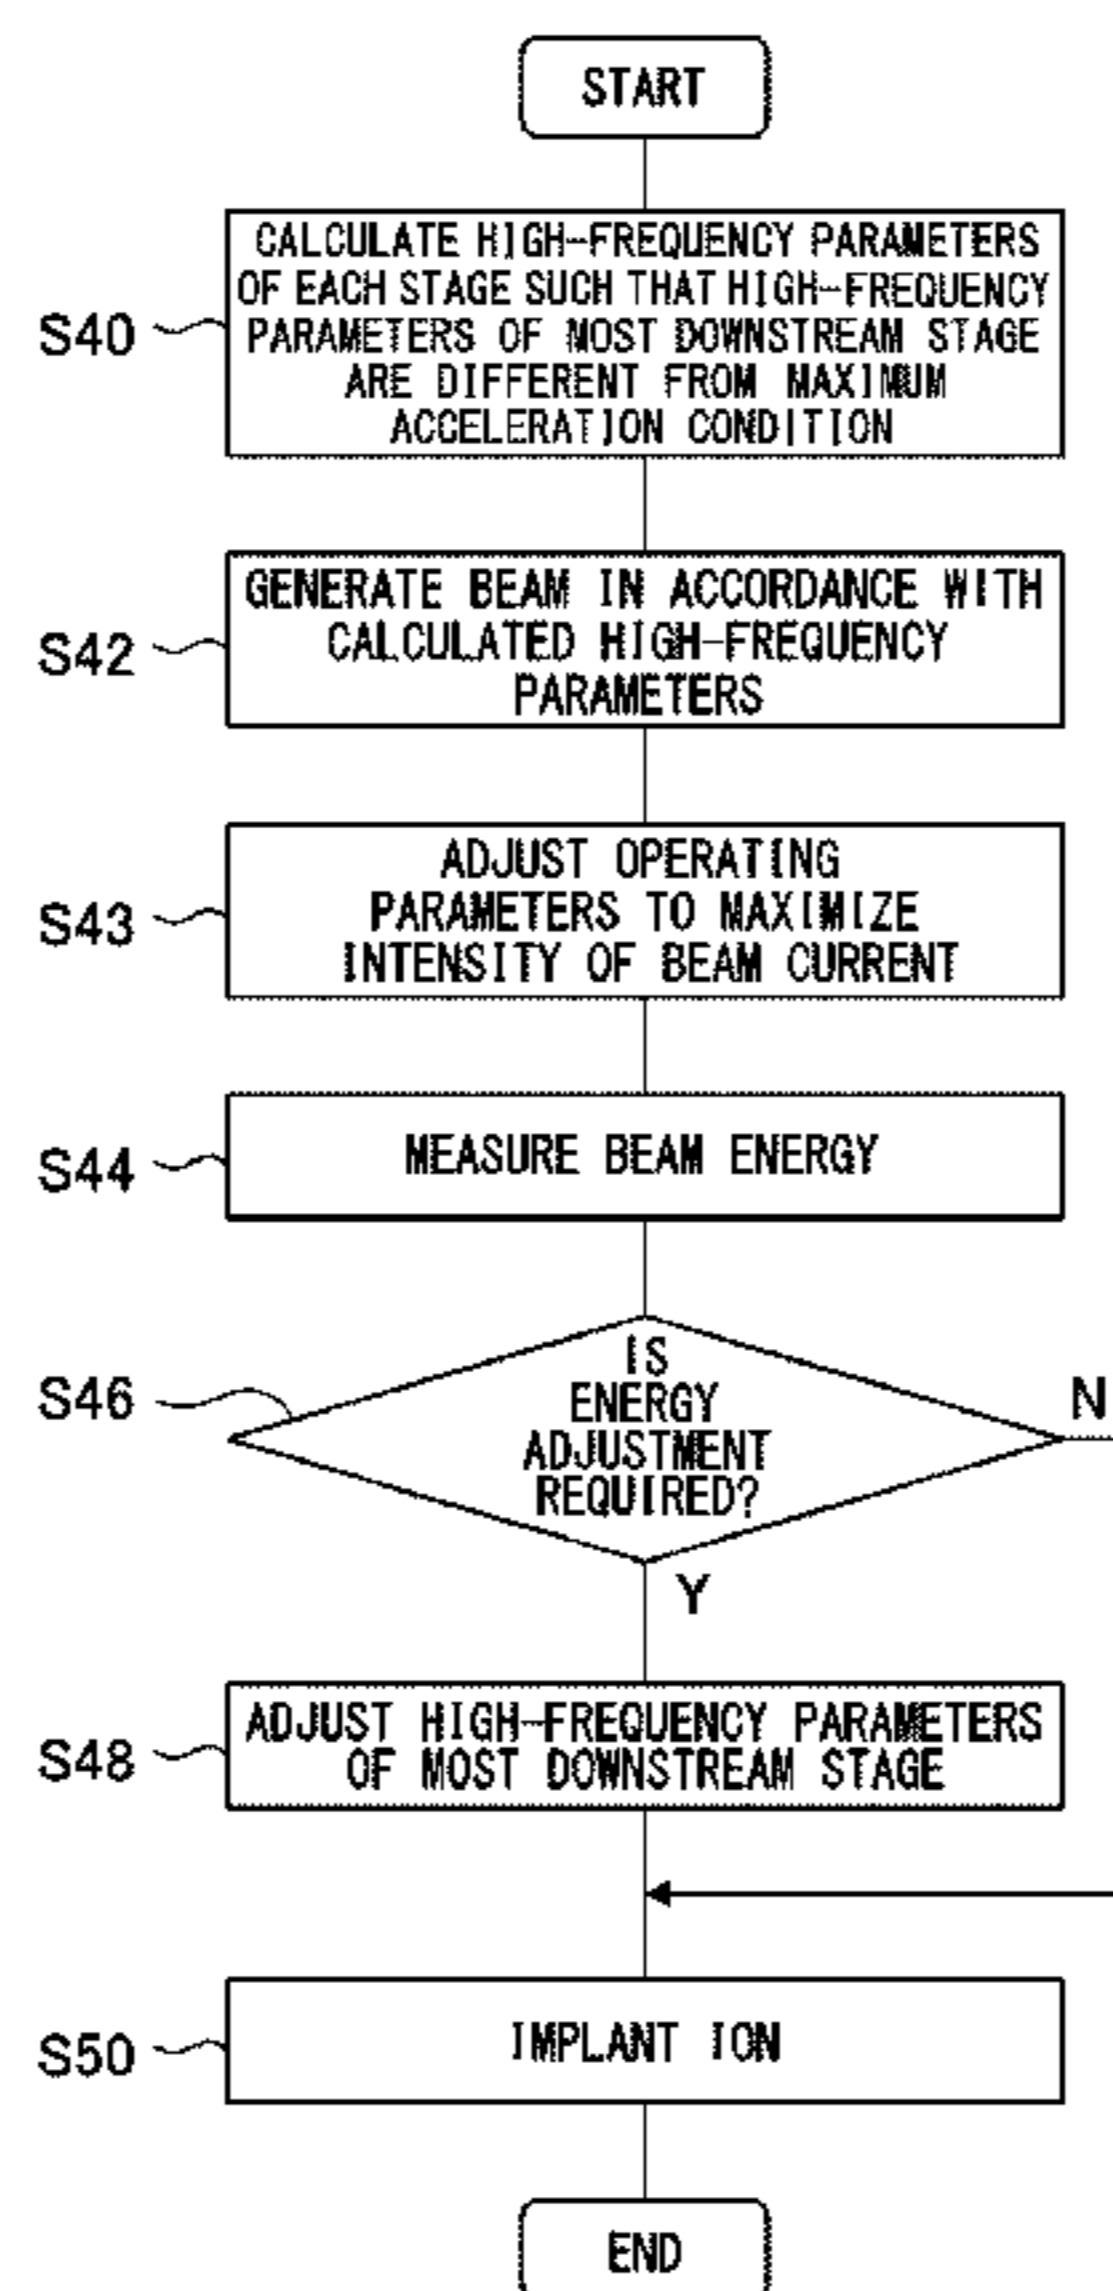 START
S40
CALCULATE HIGH-FREQUENCY PARAMETERS
OF EACH STAGE SUCH THAT HIGH-FREQUENCY
PARAMETERS OF MOST DOWNSTREAM STAGE
ARE DIFFERENT FROM MAXIMUM
ACCELERATION CONDITION
S42
GENERATE BEAM IN ACCORDANCE WITH
CALCULATED HIGH-FREQUENCY
PARAMETERS
S43
ADJUST OPERATING
PARAMETERS TO MAXIMIZE
INTENSITY OF BEAM CURRENT
S44
MEASURE BEAM ENERGY
S46
IS
ENERGY
ADJUSTMENT
REQUIRED?
N
Y
S48
ADJUST HIGH-FREQUENCY PARAMETERS
OF MOST DOWNSTREAM STAGE
S50
IMPLANT ION
END